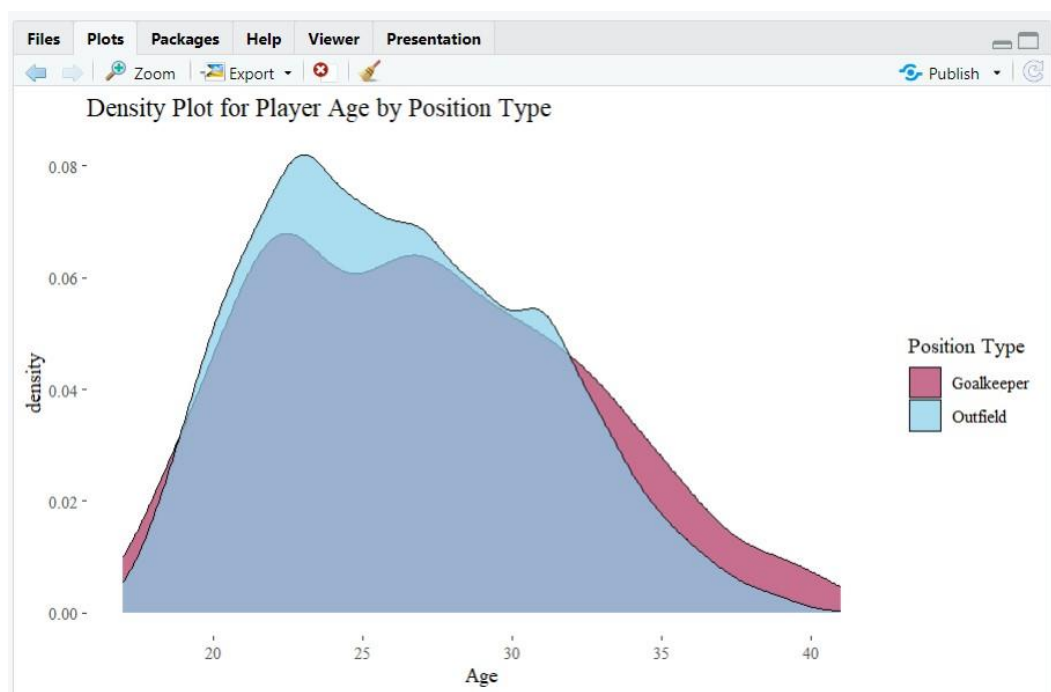 Files Plots Packages Help Viewer Presentation
Zoom Export Publish
Density Plot for Player Age by Position Type
0.08
0.06
0.04
0.02
0.00
density
20 25 30 35 40
Age
Position Type
Goalkeeper
Outfield